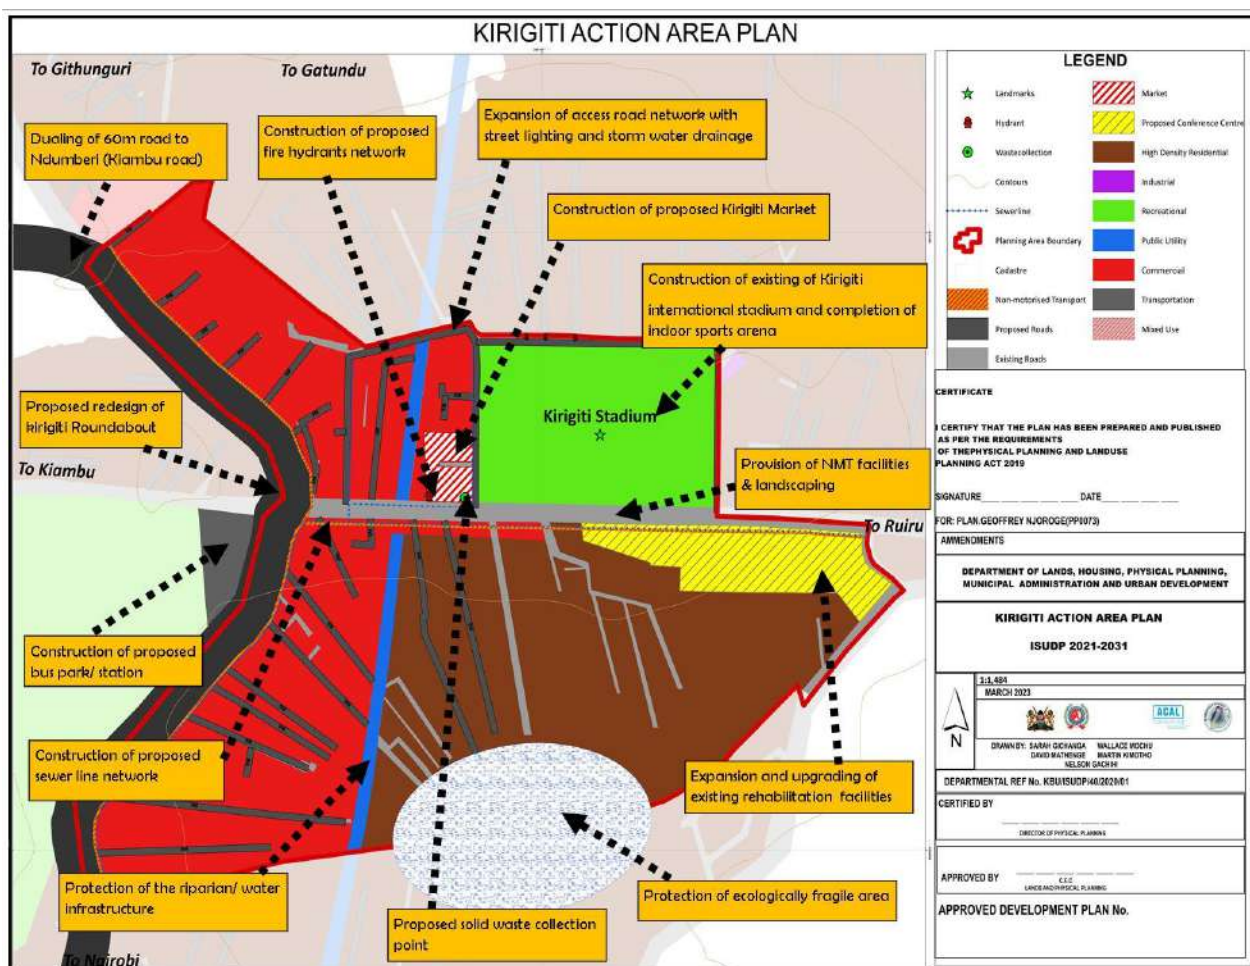 KIRIGITI ACTION AREA PLAN
To Githunguri
To Gatundu
Dualing of 60m road to
Ndumberi (Kiambu road)
Construction of proposed
fire hydrants network
Expansion of access road network with
street lighting and storm water drainage
Construction of proposed Kirigiti Market
Construction of existing of Kirigiti
international stadium and completion of
indoor sports arena
Proposed redesign of
kirigiti Roundabout
Kirigiti Stadium
To Kiambu
Provision of NMT facilities
& landscaping
To Ruiru
Construction of proposed
bus park/ station
Construction of proposed
sewer line network
Expansion and upgrading of
existing rehabilitation facilities
Protection of the riparian/ water
infrastructure
Proposed solid waste collection
point
Protection of ecologically fragile area
To Nairobi
LEGEND
Landmarks
Hydrant
Wastecollection
Contours
Sewerline
Planning Area Boundary
Cadastre
Non-motorised Transport
Proposed Roads
Existing Roads
Market
Proposed Conference Centre
High Density Residential
Industrial
Recreational
Public Utility
Commercial
Transportation
Mixed Use
CERTIFICATE
I CERTIFY THAT THE PLAN HAS BEEN PREPARED AND PUBLISHED
AS PER THE REQUIREMENTS
OF THEPHYSICAL PLANNING AND LANDUSE
PLANNING ACT 2019
SIGNATURE____ ____ ____ ____ ____ DATE____ ____ ____ ____
FOR: PLAN.GEOFFREY NJOROGE(PP0073)
AMMENDMENTS
DEPARTMENT OF LANDS, HOUSING, PHYSICAL PLANNING,
MUNICIPAL ADMINISTRATION AND URBAN DEVELOPMENT
KIRIGITI ACTION AREA PLAN
ISUDP 2021-2031
1:1,484
MARCH 2023
N
ACAL
DRAWN BY: SARAH GICHANGA WALLACE MOCHU
DAVID MATHENGE MARTIN KIMOTHO
NELSON GACHIHI
DEPARTMENTAL REF No. KBU/ISUDP/40/2020/01
CERTIFIED BY
DIRECTOR OF PHYSICAL PLANNING
APPROVED BY
C.E.C
LANDS AND PHYSICAL PLANNING
APPROVED DEVELOPMENT PLAN No.